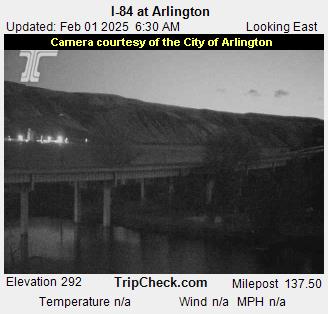 I-84 at Arlington
Updated: Feb 01 2025 6:30 AM Looking East
Camera courtesy of the City of Arlington
Elevation 292 TripCheck.com Milepost 137.50
Temperature n/a Wind n/a MPH n/a